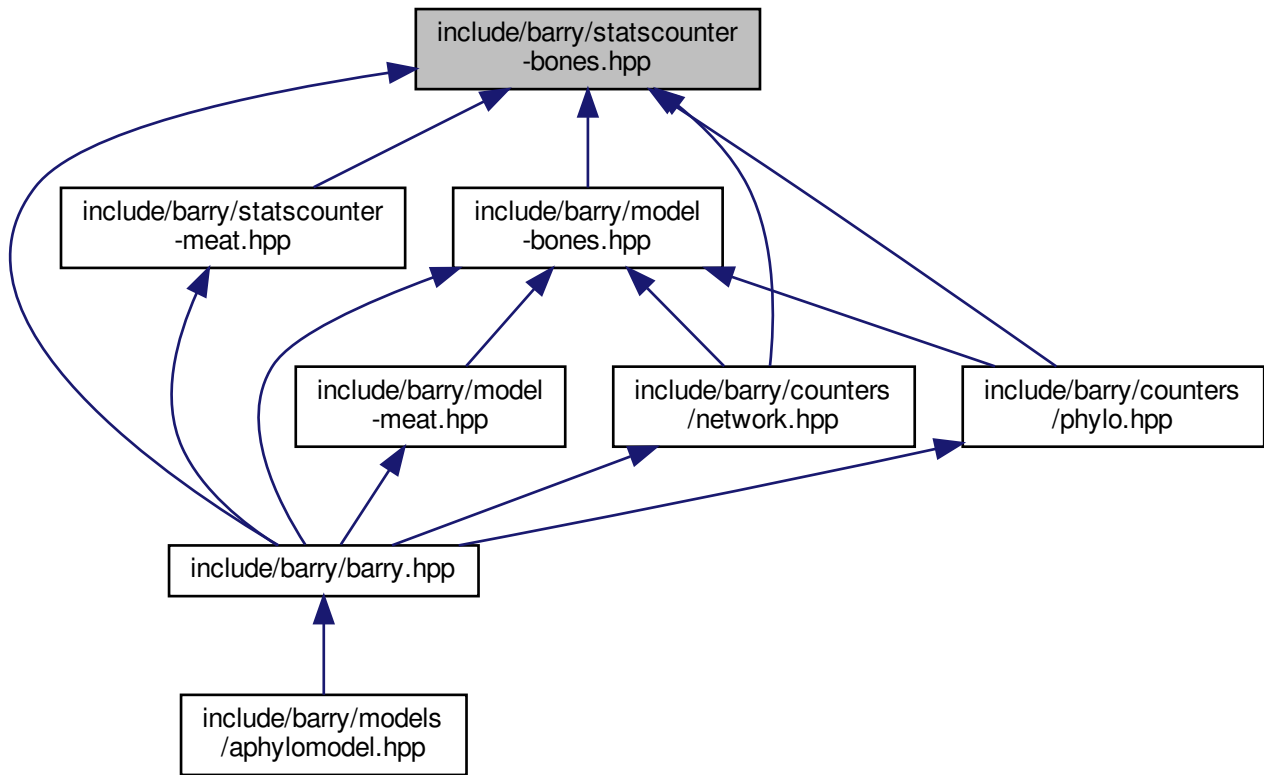 include/barry/statscounter
-bones.hpp
include/barry/statscounter
-meat.hpp
include/barry/model
-bones.hpp
include/barry/model
-meat.hpp
include/barry/counters
/network.hpp
include/barry/counters
/phylo.hpp
include/barry/barry.hpp
include/barry/models
/aphylomodel.hpp